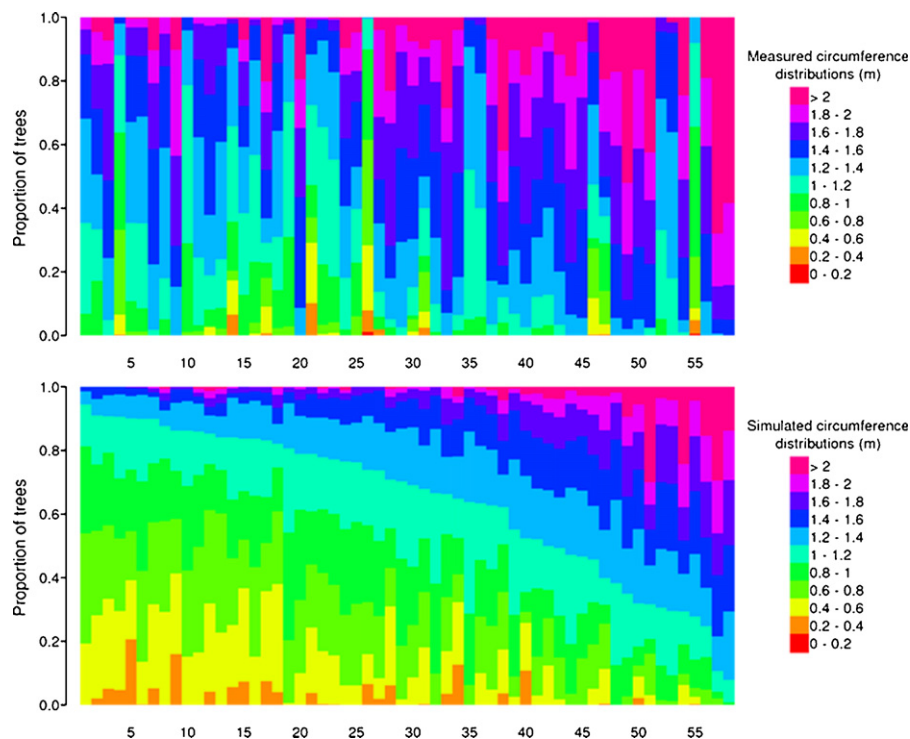 1.0
0.8
0.6
0.4
0.2
0.0
Proportion of trees
5 10 15 20 25 30 35 40 45 50 55
Measured circumference
distributions (m)
> 2
1.8 - 2
1.6 - 1.8
1.4 - 1.6
1.2 - 1.4
1 - 1.2
0.8 - 1
0.6 - 0.8
0.4 - 0.6
0.2 - 0.4
0 - 0.2
1.0
0.8
0.6
0.4
0.2
0.0
Proportion of trees
5 10 15 20 25 30 35 40 45 50 55
Simulated circumference
distributions (m)
> 2
1.8 - 2
1.6 - 1.8
1.4 - 1.6
1.2 - 1.4
1 - 1.2
0.8 - 1
0.6 - 0.8
0.4 - 0.6
0.2 - 0.4
0 - 0.2